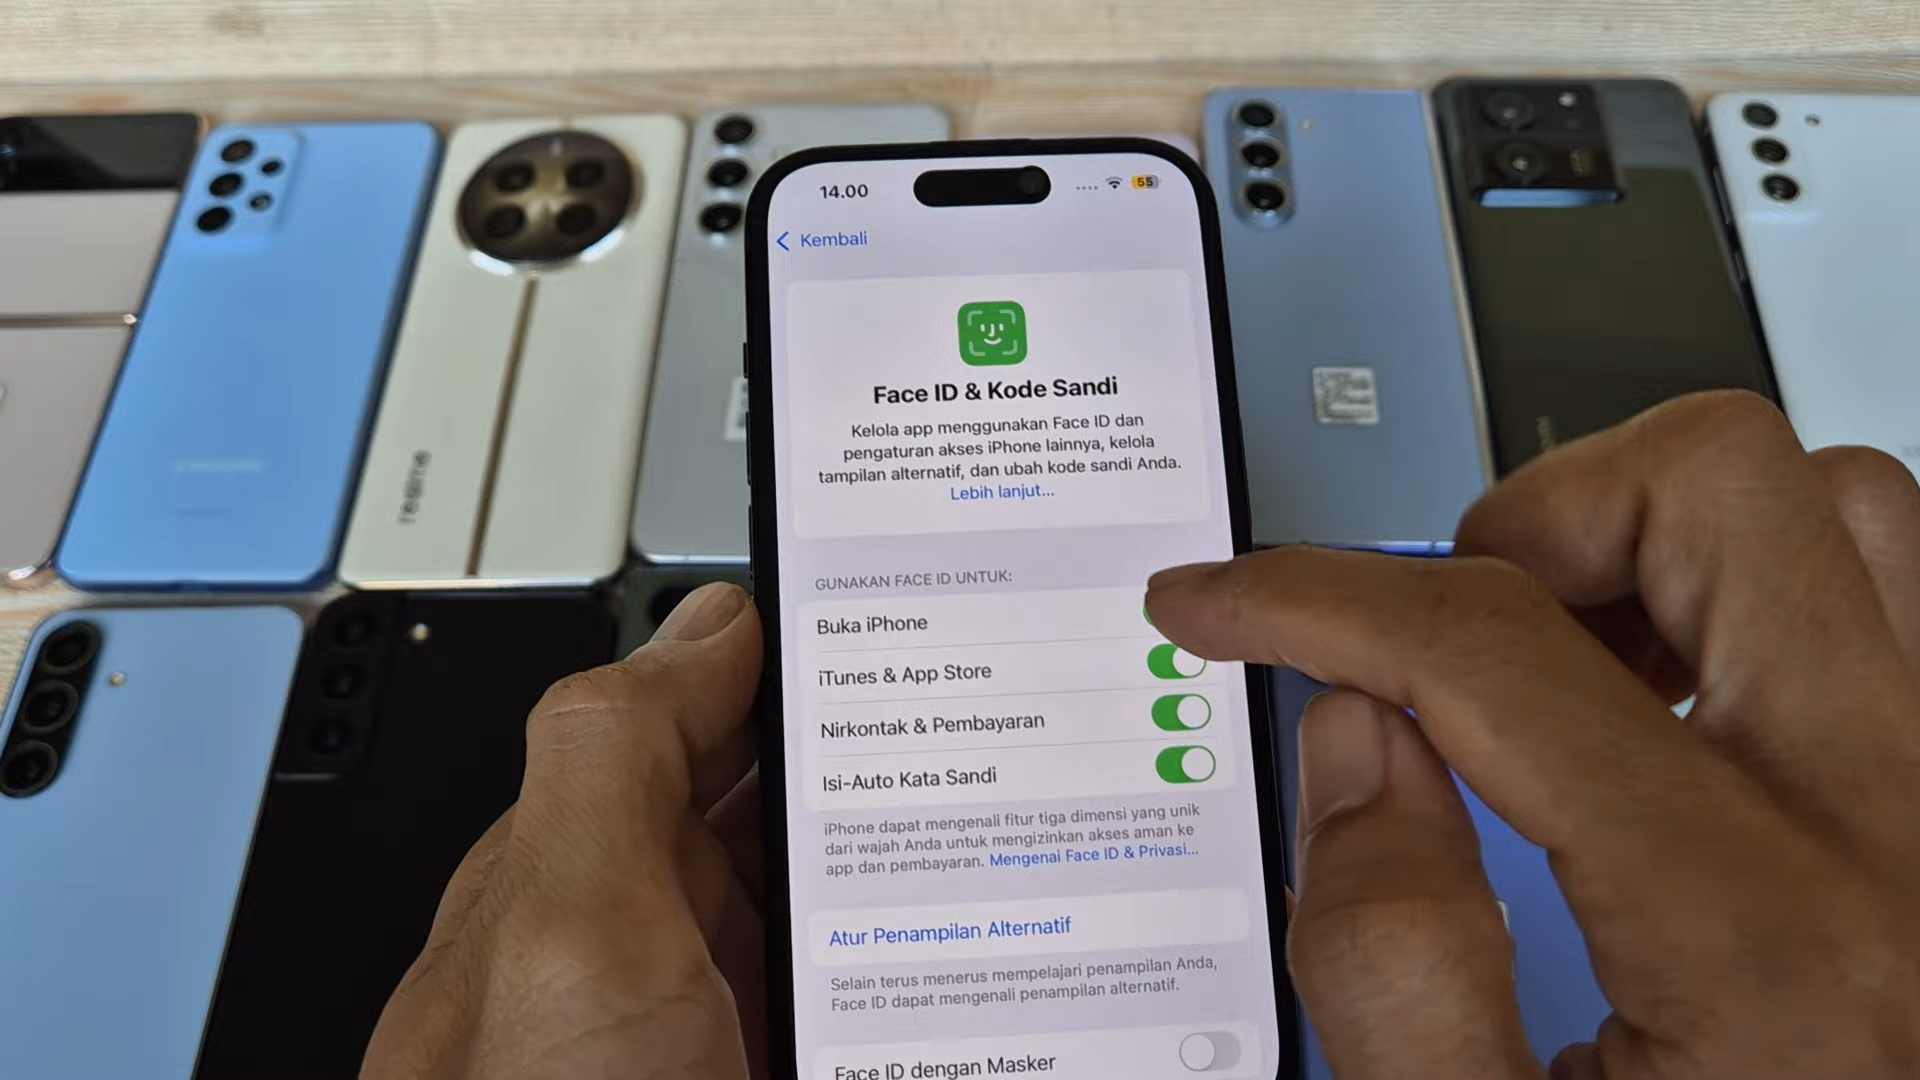 14.00
55
Kembali
Face ID & Kode Sandi
Kelola app menggunakan Face ID dan
pengaturan akses iPhone lainnya, kelola
tampilan alternatif, dan ubah kode sandi Anda.
Lebih lanjut...
GUNAKAN FACE ID UNTUK:
Buka iPhone
iTunes & App Store
Nirkontak & Pembayaran
Isi-Auto Kata Sandi
iPhone dapat mengenali fitur tiga dimensi yang unik
dari wajah Anda untuk mengizinkan akses aman ke
app dan pembayaran. Mengenai Face ID & Privasi...
Atur Penampilan Alternatif
Selain terus menerus mempelajari penampilan Anda,
Face ID dapat mengenali penampilan alternatif.
Face ID dengan Masker
realme